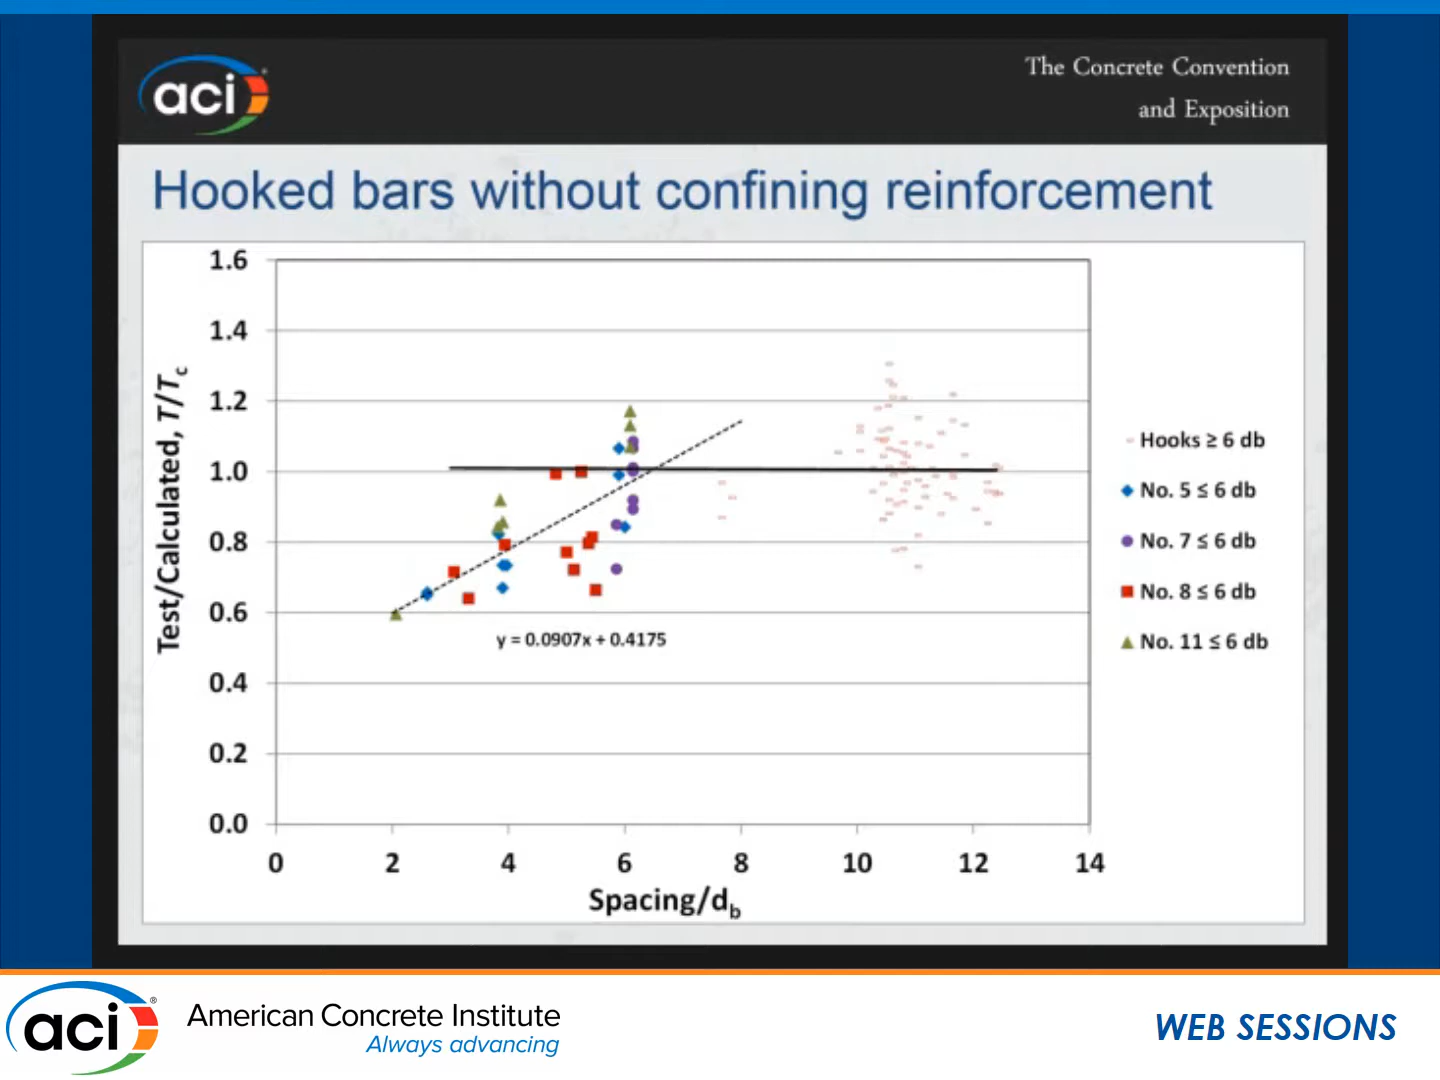 aci
The Concrete Convention
and Exposition
Hooked bars without confining reinforcement
Test/Calculated, T/Tc
1.6
1.4
1.2
1.0
0.8
0.6
0.4
0.2
0.0
y = 0.0907x + 0.4175
0 2 4 6 8 10 12 14
Spacing/db
Hooks ≥ 6 db
No. 5 ≤ 6 db
No. 7 ≤ 6 db
No. 8 ≤ 6 db
No. 11 ≤ 6 db
aci®
American Concrete Institute
Always advancing
WEB SESSIONS